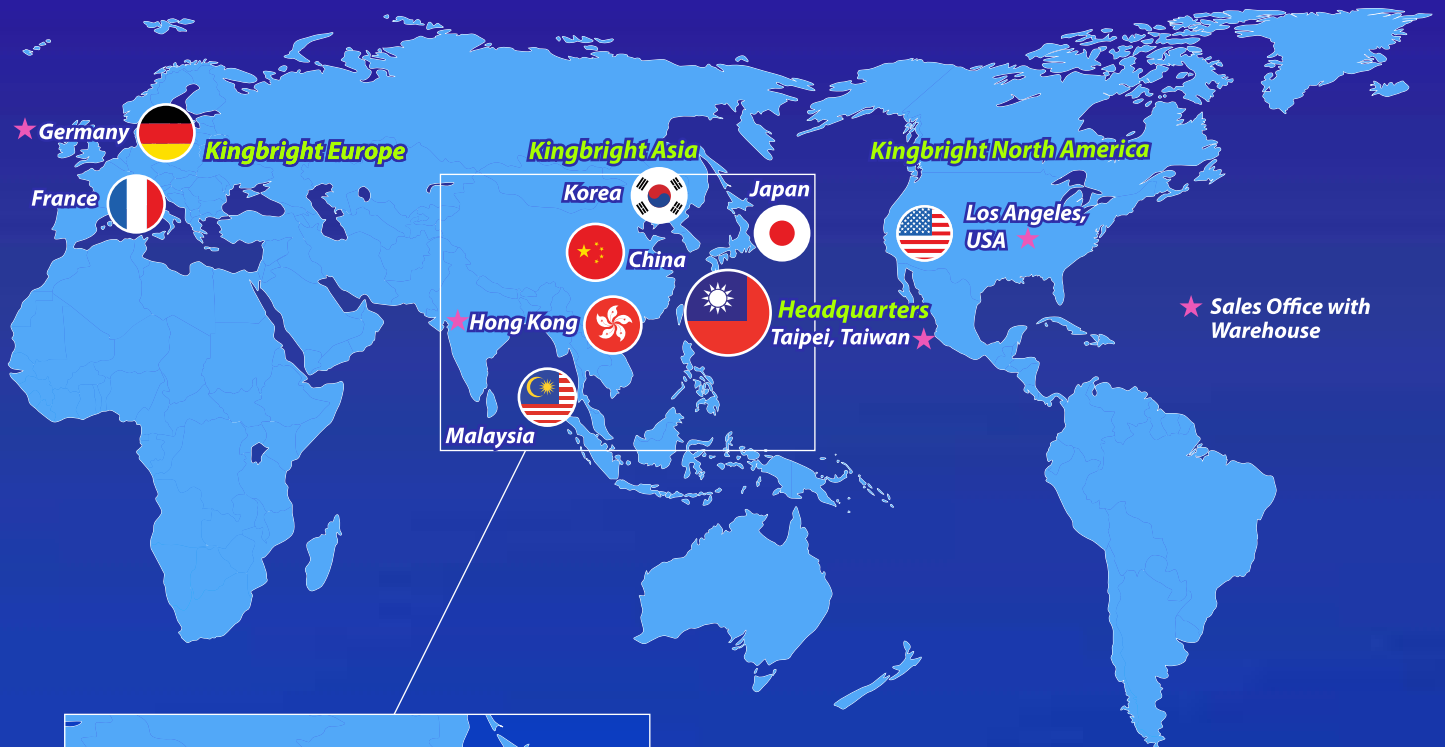 Germany
Kingbright Europe
France
Kingbright Asia
Korea
Japan
China
Hong Kong
Malaysia
Headquarters
Taipei, Taiwan
Kingbright North America
Los Angeles,
USA
Sales Office with
Warehouse